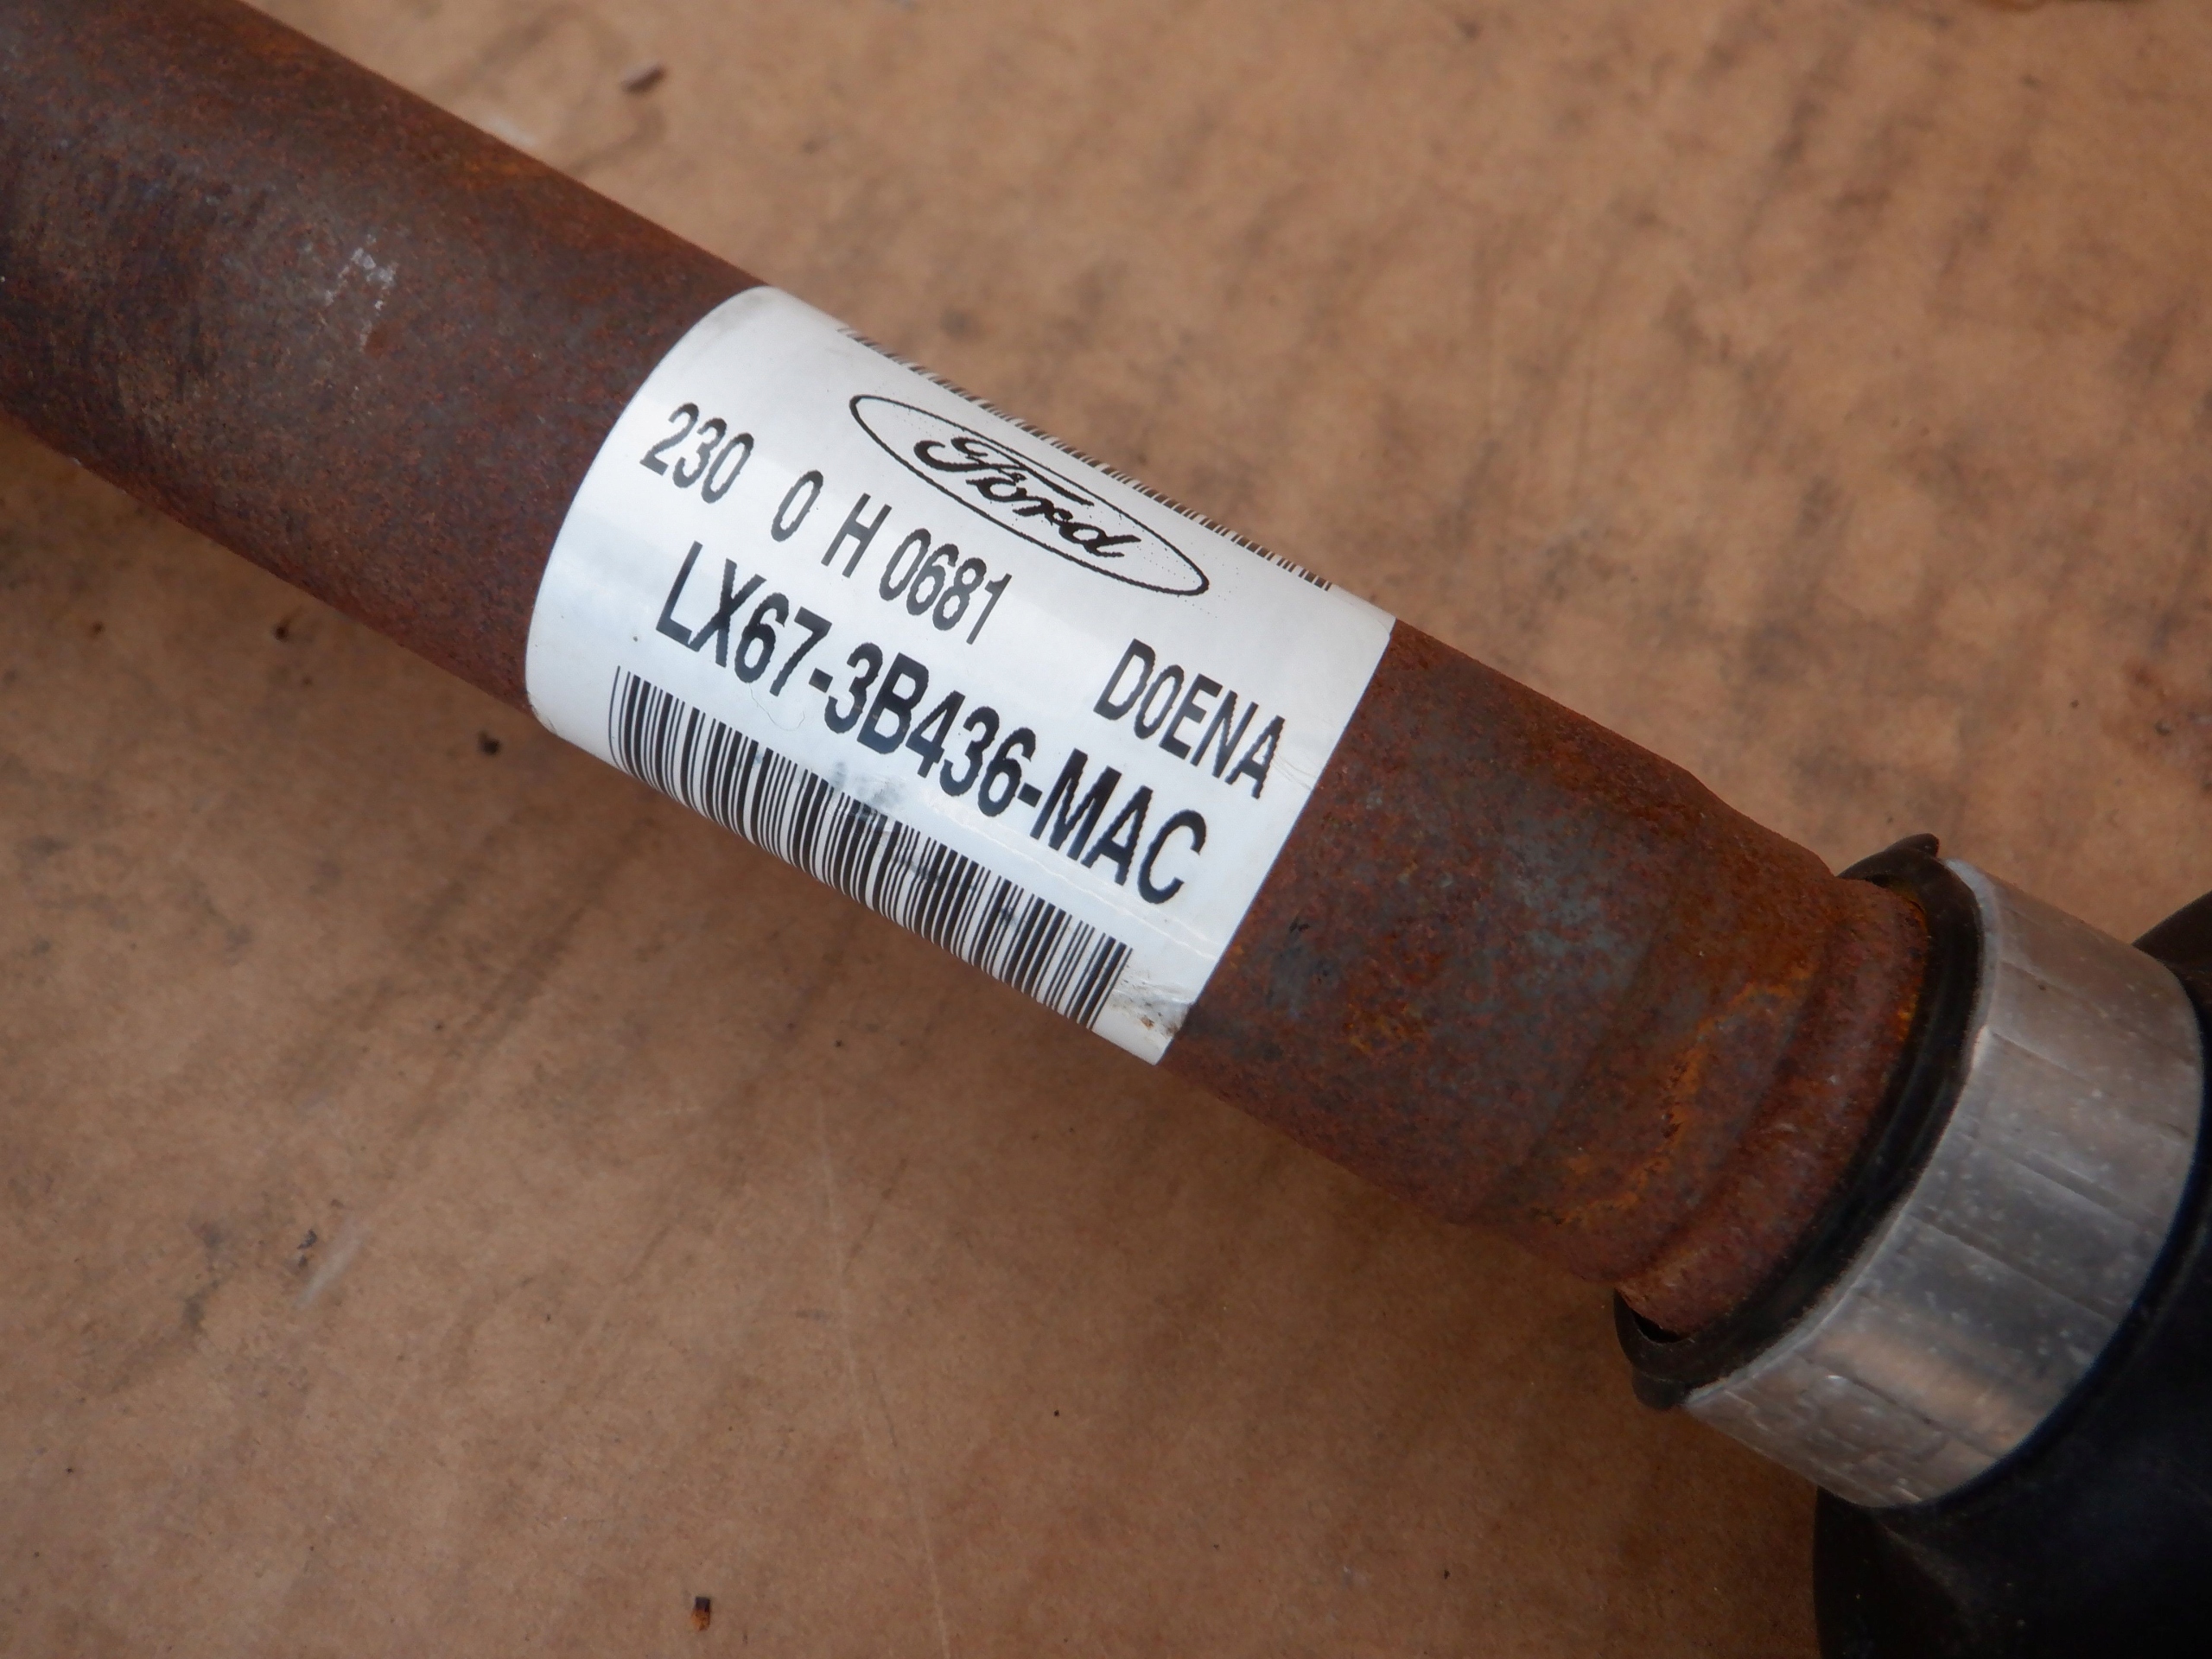 Ford
230 0 H 0681 D0ENA
LX67-3B436-MAC